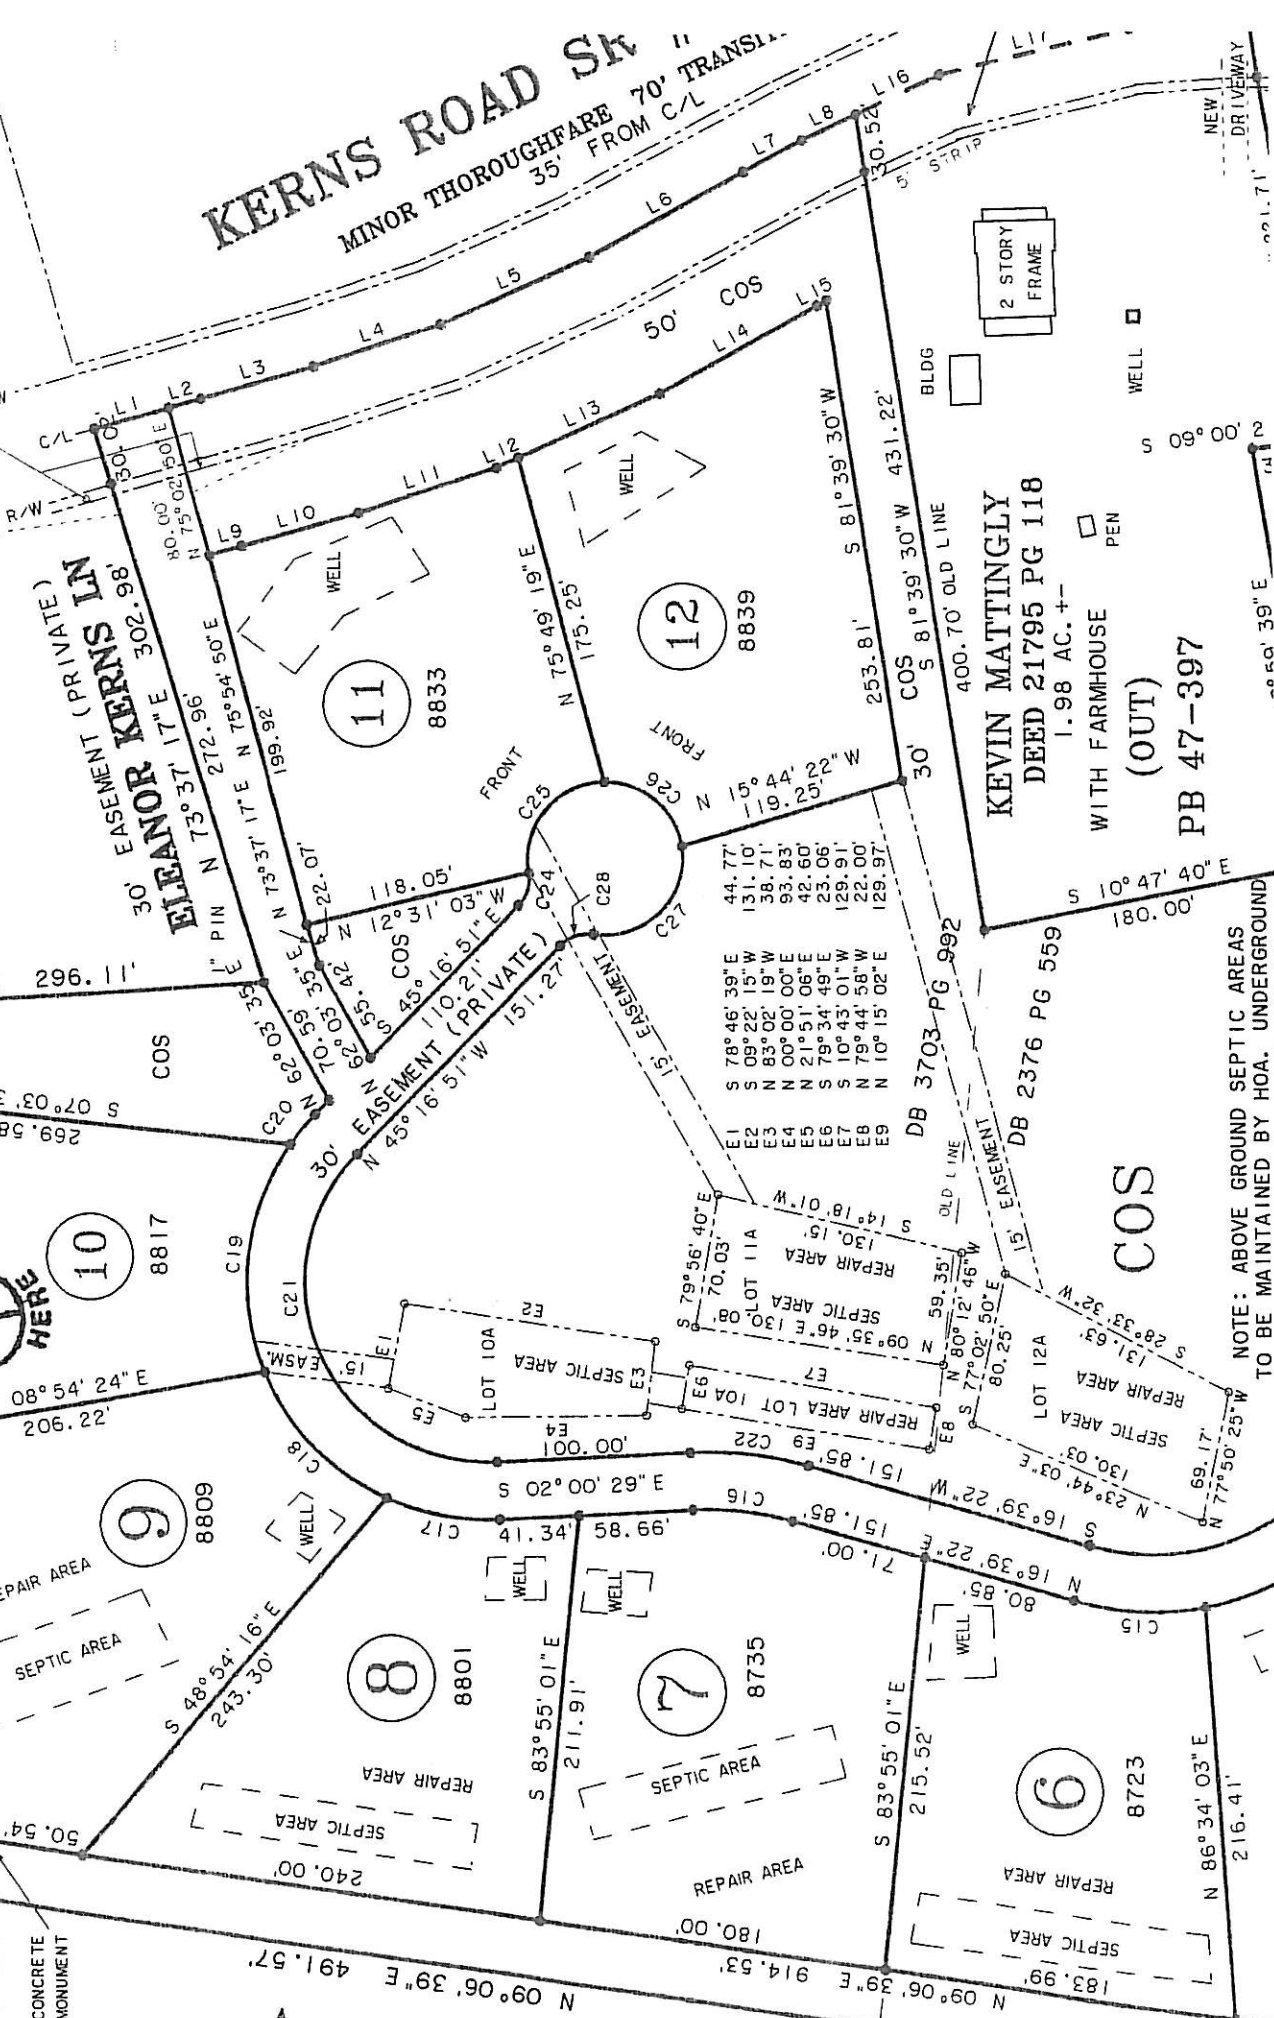 KERNS ROAD SR
MINOR THOROUGHFARE 70' TRANSIT
35' FROM C/L
L17
L16
L8
L7
L6
L5
L4
L3
L2
L1
C/L
30.0
R/W
30.52'
5' STRIP
NEW
DRIVEWAY
2 STORY
FRAME
BLDG
WELL
50' COS
L15
L14
L13
L12
L11
L10
L9
80.00'
N 75°02'50" E
30' EASEMENT (PRIVATE)
ELEANOR KERNS LN
N 73°37'17"E 302.98'
272.96'
N 73°37'17"E N 75°54'50"E
199.92'
22.07'
1" PIN
WELL
11
8833
FRONT
N 75°49'19"E
175.25'
WELL
12
8839
FRONT
S 81°39'30"W
253.81'
COS
S 81°39'30"W 431.22'
400.70' OLD LINE
S 09°00'
PEN
KEVIN MATTINGLY
DEED 21795 PG 118
1.98 AC.+-
WITH FARMHOUSE
(OUT)
PB 47-397
30'
N 15°44'22"W
119.25'
S 10°47'40"E
180.00'
C25
C26
C24
C28
C27
118.05'
N 12°31'03"W
COS
S 45°16'51"E
110.21'
55.42'
N 62°03'35"E
N 62°03'35"E
70.59'
30' EASEMENT (PRIVATE)
N 45°16'51"W
151.27'
15' EASEMENT
296.11'
COS
S 07°03'
269.58
C20
E1 S 78°46'39"E 44.77'
E2 S 09°22'15"W 131.10'
E3 N 83°02'19"W 38.71'
E4 N 00°00'00"E 93.83'
E5 N 21°51'06"E 42.60'
E6 S 79°34'49"E 23.06'
E7 S 10°43'01"W 129.91'
E8 N 79°44'58"W 22.00'
E9 N 10°15'02"E 129.97'
DB 3703 PG 992
DB 2376 PG 559
OLD LINE
15' EASEMENT
COS
NOTE: ABOVE GROUND SEPTIC AREAS
TO BE MAINTAINED BY HOA. UNDERGROUND
10
8817
HERE
C19
C21
15' EASM.
E1
E2
E3
E4
E5
LOT 10A
SEPTIC AREA
E6
E7
E8
E9
REPAIR AREA LOT 10A
S 79°56'40"E
70.03'
S 14°18'01"W
130.15'
LOT 11A
REPAIR AREA
SEPTIC AREA
N 09°35'46"E 130.08'
59.35'
N 80°12'46"W
S 77°02'50"E
80.25'
S 28°33'32"W
131.63'
LOT 12A
REPAIR AREA
SEPTIC AREA
N 23°44'03"E
130.03'
69.17'
N 77°50'25"W
08°54'24"E
206.22'
C18
C17
100.00'
S 02°00'29"E
41.34'
58.66'
C22
C16
151.85'
S 16°39'22"W
151.85'
71.00'
N 16°39'22"E
80.85'
C15
9
8809
WELL
REPAIR AREA
SEPTIC AREA
S 48°54'16"E
243.30'
WELL
8
8801
REPAIR AREA
SEPTIC AREA
S 83°55'01"E
211.91'
WELL
7
8735
SEPTIC AREA
REPAIR AREA
S 83°55'01"E
215.52'
WELL
6
8723
REPAIR AREA
SEPTIC AREA
N 86°34'03"E
216.41'
50.54'
240.00'
180.00'
183.99'
N 09°06'39"E 491.57'
N 09°06'39"E 914.53'
CONCRETE
MONUMENT